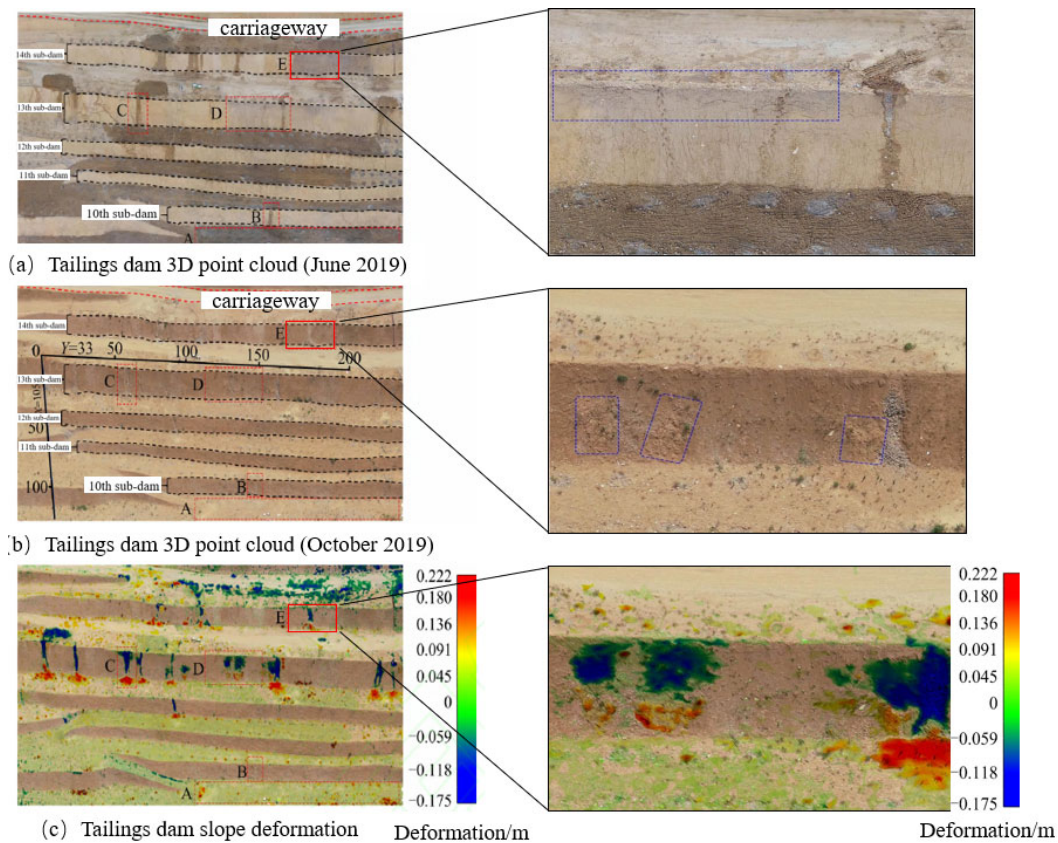 carriageway
14th sub-dam
E
C
D
13th sub-dam
12th sub-dam
11th sub-dam
10th sub-dam
B
A
(a) Tailings dam 3D point cloud (June 2019)
carriageway
14th sub-dam
E
0
Y=33
50
100
150
200
13th sub-dam
C
D
12th sub-dam
50
11th sub-dam
100
10th sub-dam
B
A
(b) Tailings dam 3D point cloud (October 2019)
E
C
D
B
A
0.222
0.180
0.136
0.090
0.045
0
−0.059
−0.118
−0.175
0.222
0.180
0.136
0.090
0.045
0
−0.059
−0.118
−0.175
(c) Tailings dam slope deformation
Deformation/m
Deformation/m